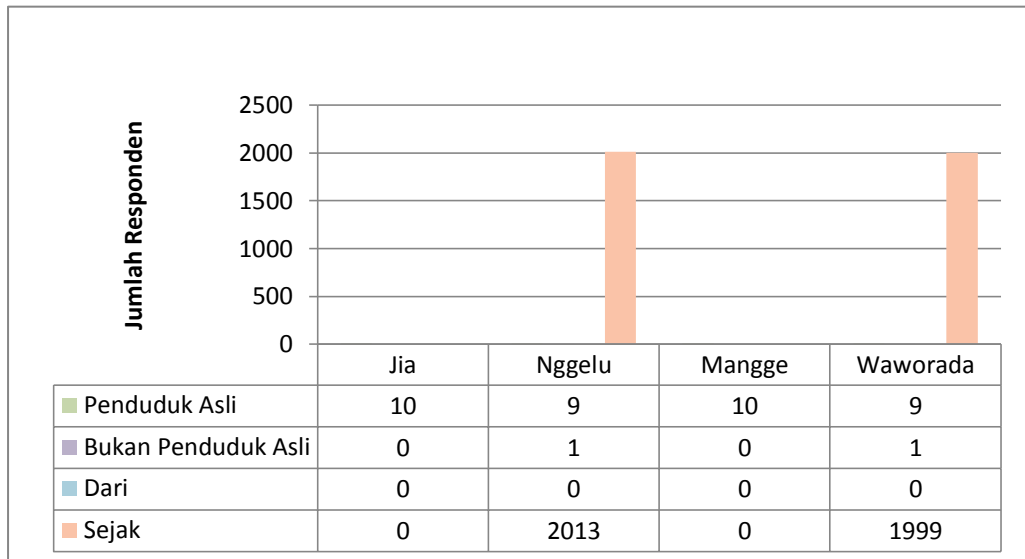 Jumlah Responden
2500
2000
1500
1000
500
0
Jia Nggelu Mangge Waworada
Penduduk Asli 10 9 10 9
Bukan Penduduk Asli 0 1 0 1
Dari 0 0 0 0
Sejak 0 2013 0 1999